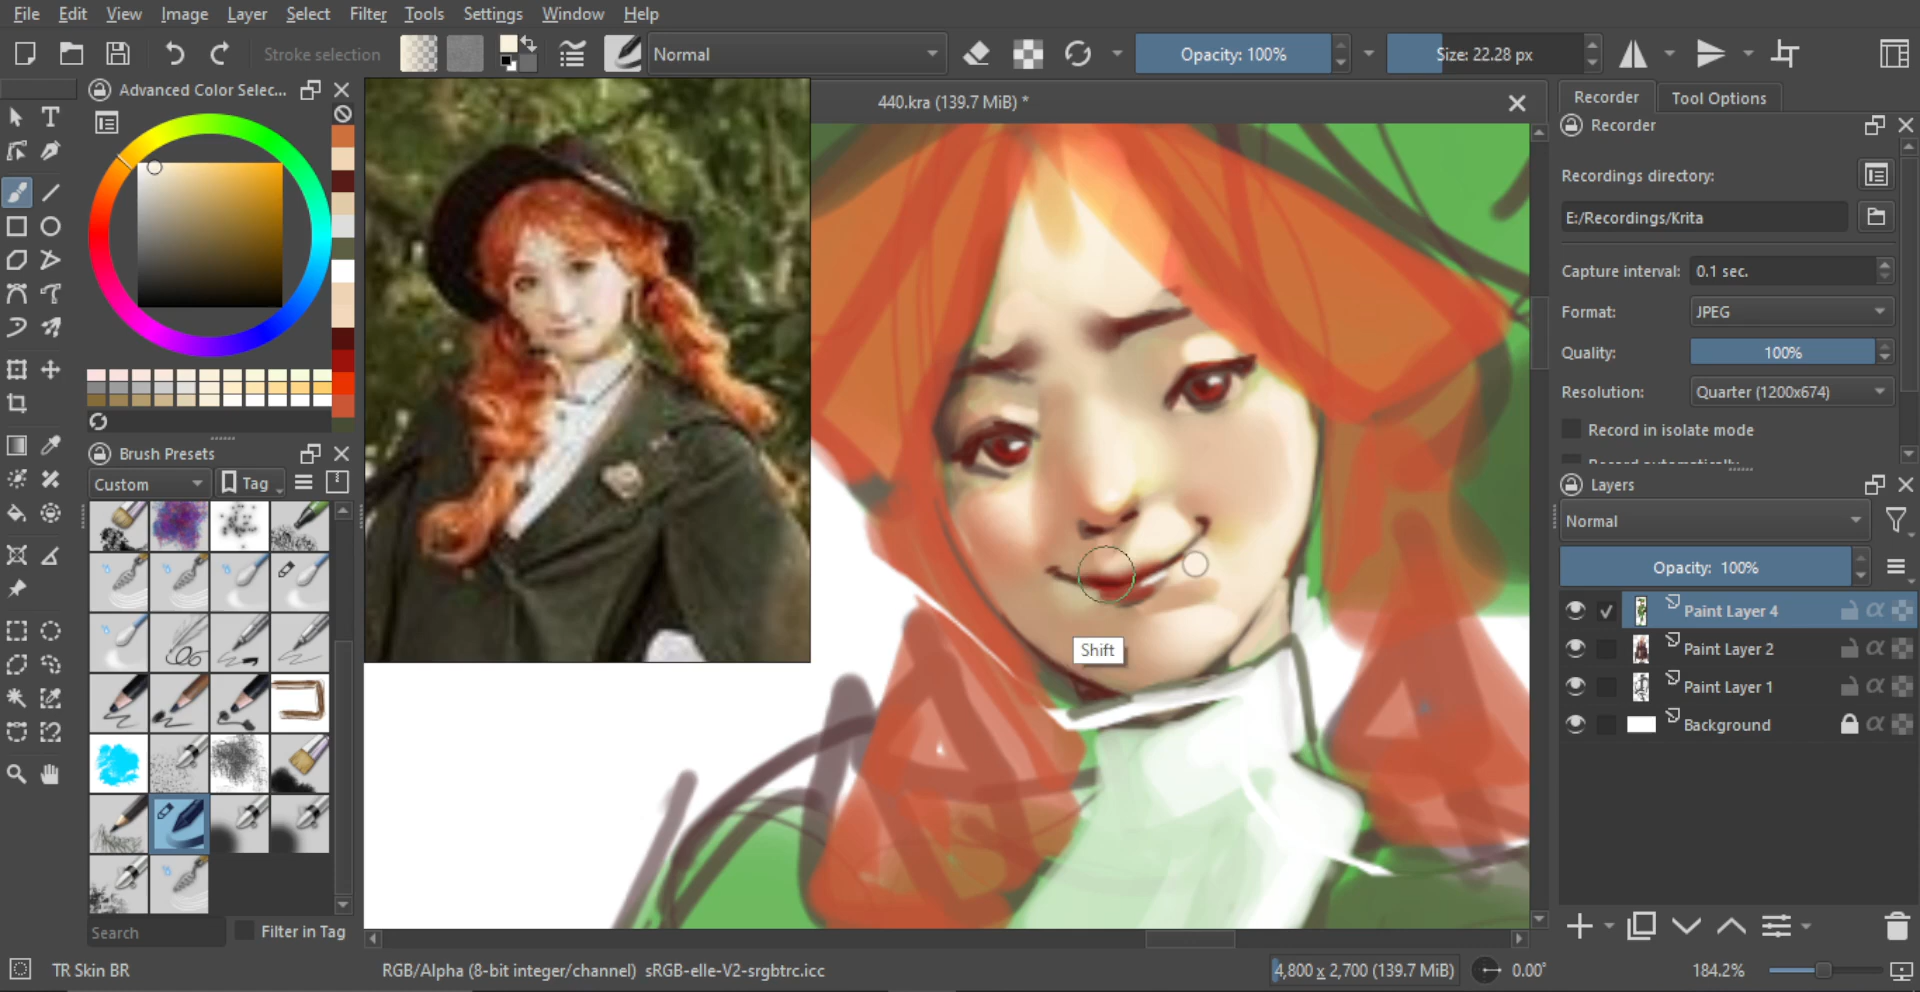 File Edit View Image Layer Select Filter Tools Settings Window Help
Stroke selection
Normal
Opacity: 100%
Size: 22.28 px
Advanced Color Selec...
440.kra (139.7 MiB) *
Recorder
Tool Options
Recorder
Recordings directory:
E:/Recordings/Krita
Capture interval: 0.1 sec.
Format: JPEG
Quality: 100%
Resolution: Quarter (1200x674)
Record in isolate mode
Record automatically
Brush Presets
Custom
Tag
Layers
Normal
Opacity: 100%
Paint Layer 4
Paint Layer 2
Paint Layer 1
Background
Shift
Search
Filter in Tag
TR Skin BR
RGB/Alpha (8-bit integer/channel) sRGB-elle-V2-srgbtrc.icc
4,800 x 2,700 (139.7 MiB)
0.00°
184.2%